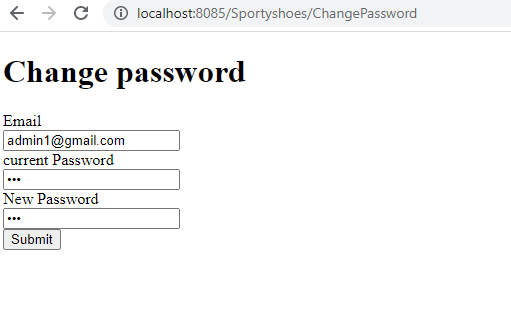 localhost:8085/Sportyshoes/ChangePassword
Change password
Email
admin1@gmail.com
current Password
•••
New Password
•••
Submit